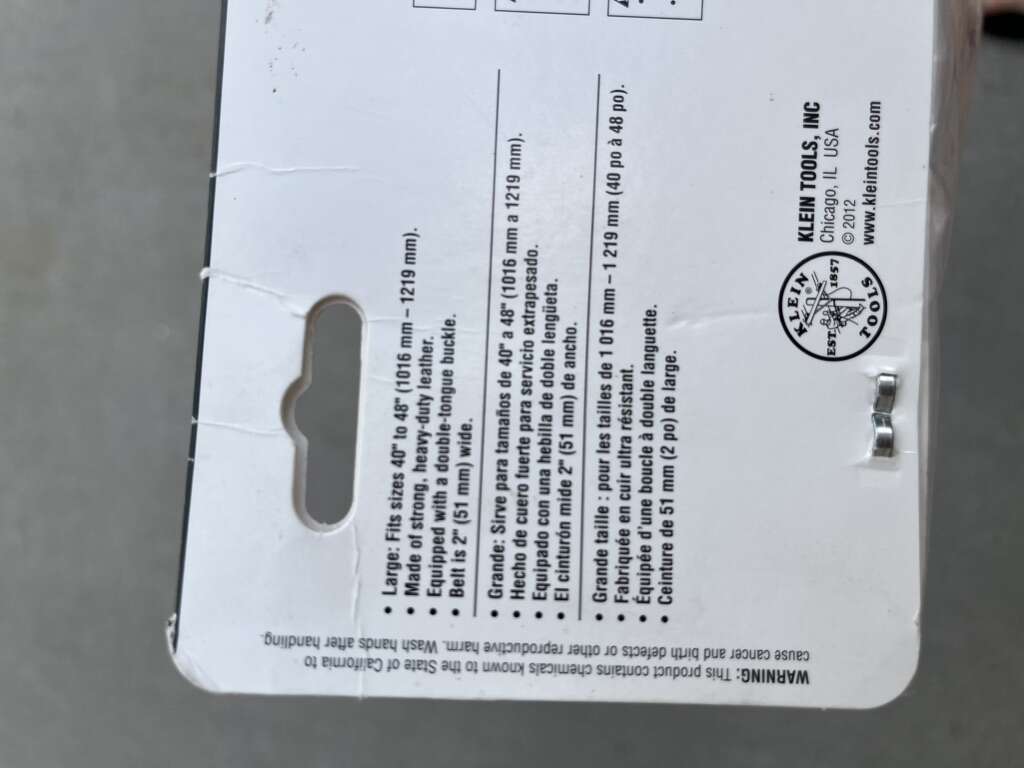 • Large: Fits sizes 40" to 48" (1016 mm – 1219 mm).
• Made of strong, heavy-duty leather.
• Equipped with a double-tongue buckle.
• Belt is 2" (51 mm) wide.
• Grande: Sirve para tamaños de 40" a 48" (1016 mm a 1219 mm).
• Hecho de cuero fuerte para servicio extrapesado.
• Equipado con una hebilla de doble lengüeta.
• El cinturón mide 2" (51 mm) de ancho.
• Grande taille : pour les tailles de 1 016 mm – 1 219 mm (40 po à 48 po).
• Fabriquée en cuir ultra résistant.
• Équipée d'une boucle à double languette.
• Ceinture de 51 mm (2 po) de large.
KLEIN
®
EST. 1857
TOOLS
KLEIN TOOLS, INC
Chicago, IL USA
© 2012
www.kleintools.com
WARNING: This product contains chemicals known to the State of California to
cause cancer and birth defects or other reproductive harm. Wash hands after handling.